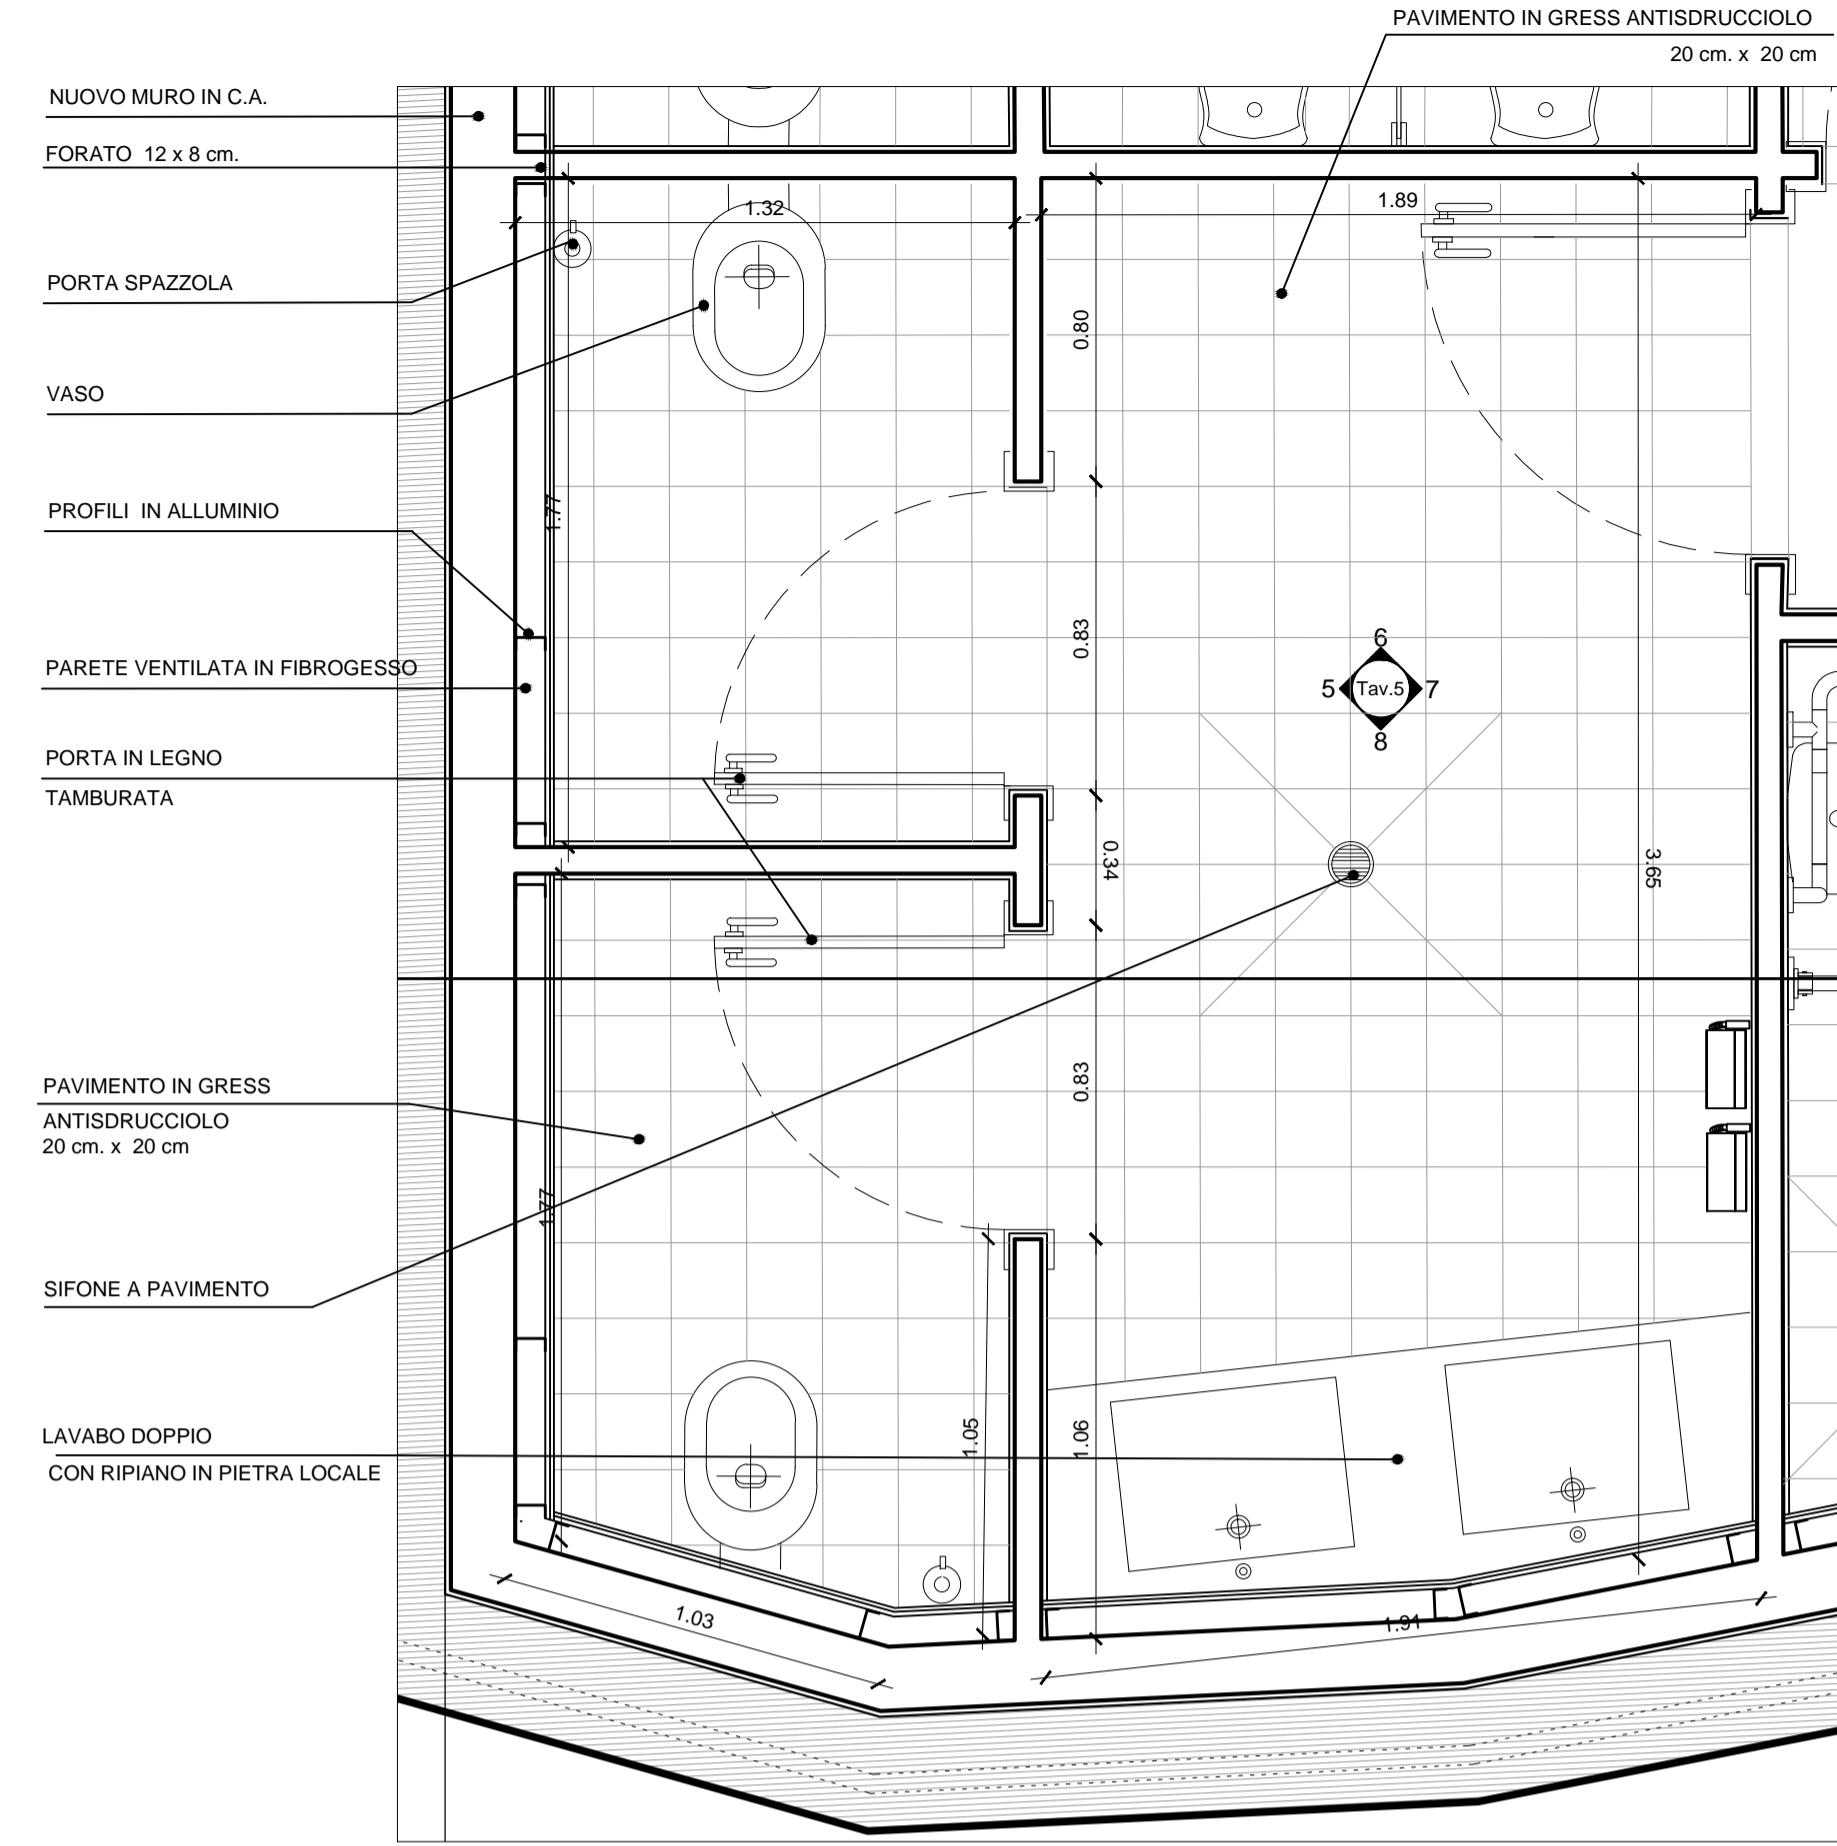 PAVIMENTO IN GRESS ANTISDRUCCIOLO
20 cm. x 20 cm
NUOVO MURO IN C.A.
FORATO 12 x 8 cm.
1.32
1.89
PORTA SPAZZOLA
0.80
VASO
PROFILI IN ALLUMINIO
1.77
0.83
6
PARETE VENTILATA IN FIBROGESSO
5 Tav.5 7
8
PORTA IN LEGNO
TAMBURATA
0.34
3.65
PAVIMENTO IN GRESS
ANTISDRUCCIOLO
20 cm. x 20 cm
0.83
1.77
SIFONE A PAVIMENTO
LAVABO DOPPIO
CON RIPIANO IN PIETRA LOCALE
1.05
1.06
1.03
1.91